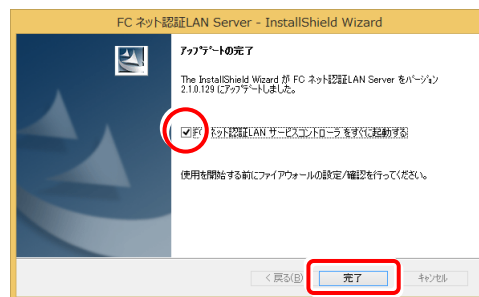 FC ネット認証LAN Server - InstallShield Wizard
アップデートの完了
The InstallShield Wizard が FC ネット認証LAN Server をバージョン
2.1.0.129 にアップデートしました。
FC ネット認証LAN サービスコントローラ をすぐに起動する
(使用を開始する前にファイアウォールの設定/確認を行ってください。
< 戻る(B)
完了
キャンセル